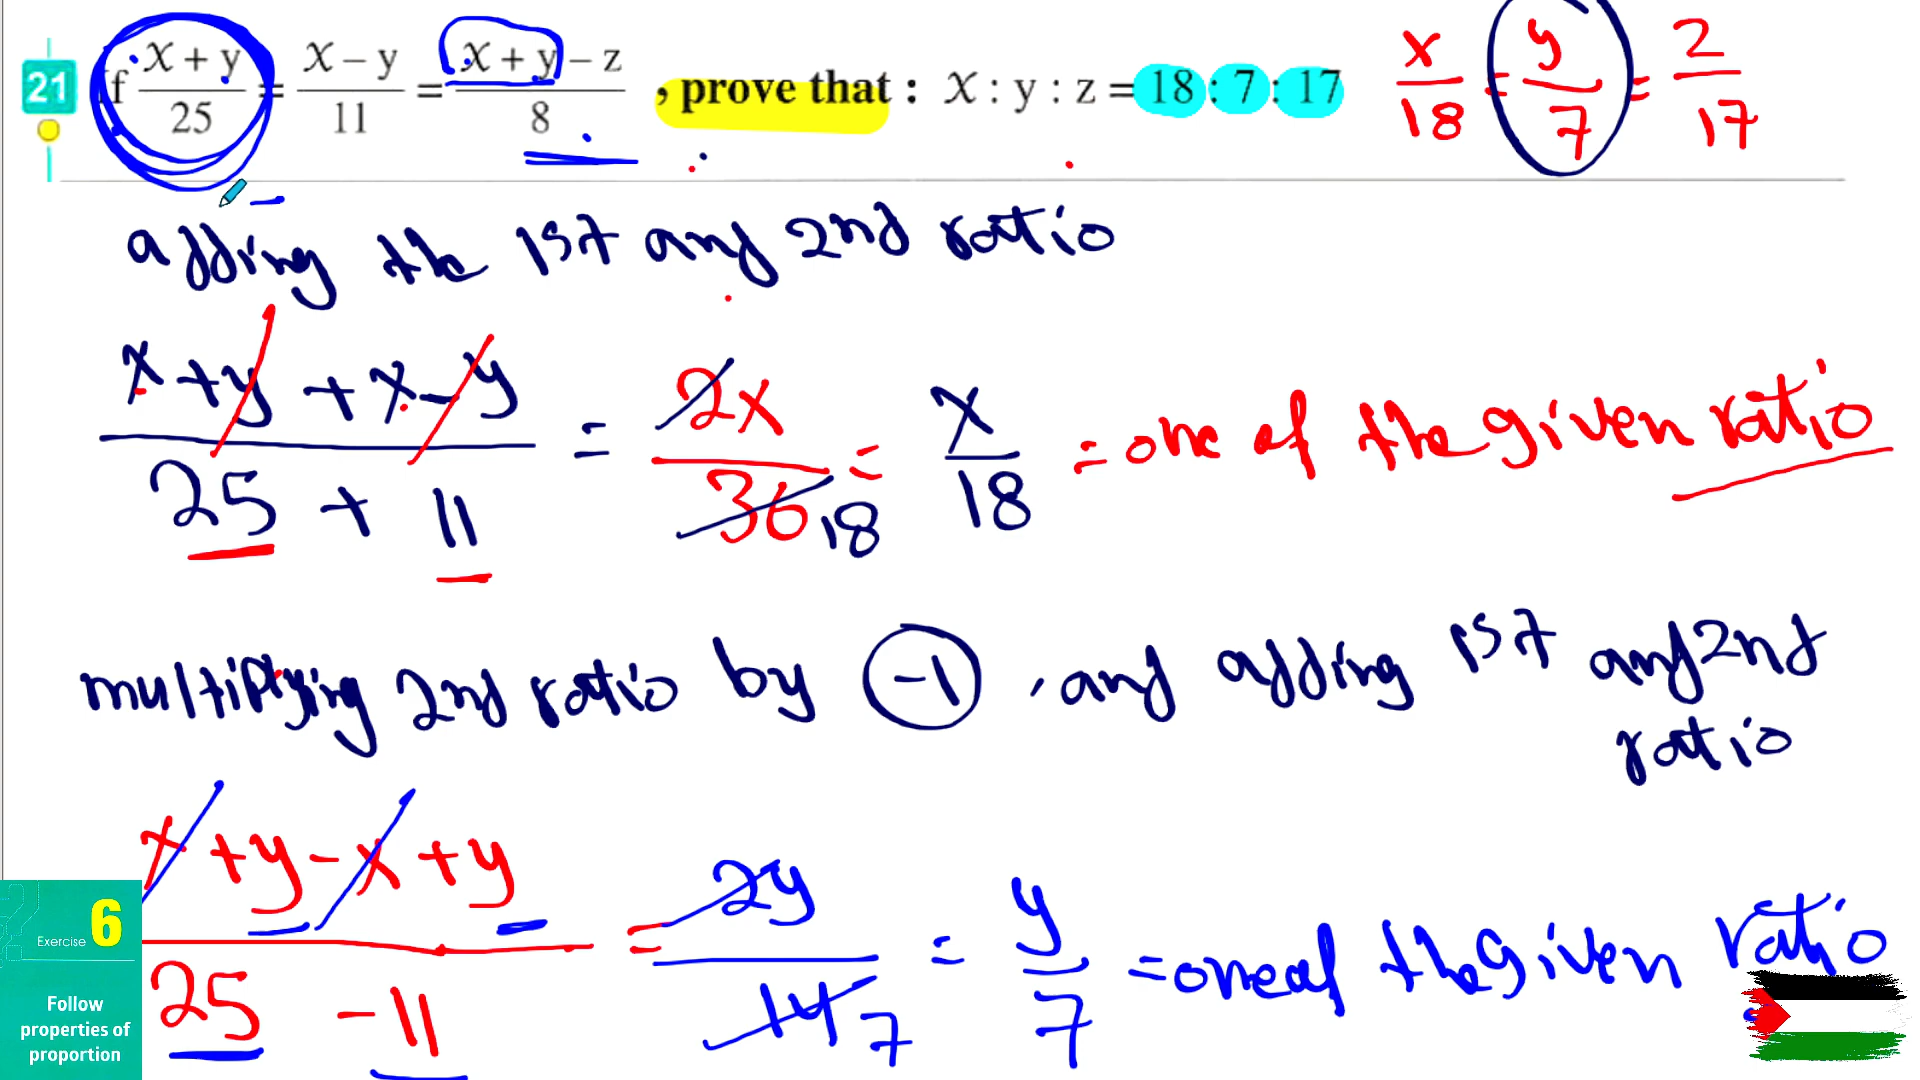 21 If (x + y)/25 = (x – y)/11 = (x + y – z)/8 , prove that : x : y : z = 18 : 7 : 17
x/18 = y/7 = z/17
adding the 1st and 2nd ratio
(x + y + x - y)/(25 + 11) = 2x/36 18 = x/18 = one of the given ratio
multiplying 2nd ratio by (-1) , and adding 1st and 2nd
ratio
(x + y - x + y)/(25 - 11) = 2y/14 7 = y/7 = one of the given ratio
Exercise 6
Follow
properties of
proportion